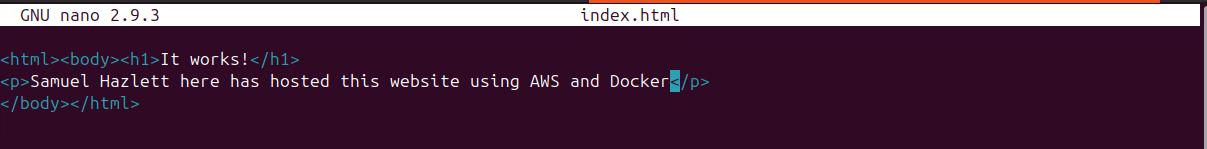 GNU nano 2.9.3 index.html
<html><body><h1>It works!</h1>
<p>Samuel Hazlett here has hosted this website using AWS and Docker</p>
</body></html>